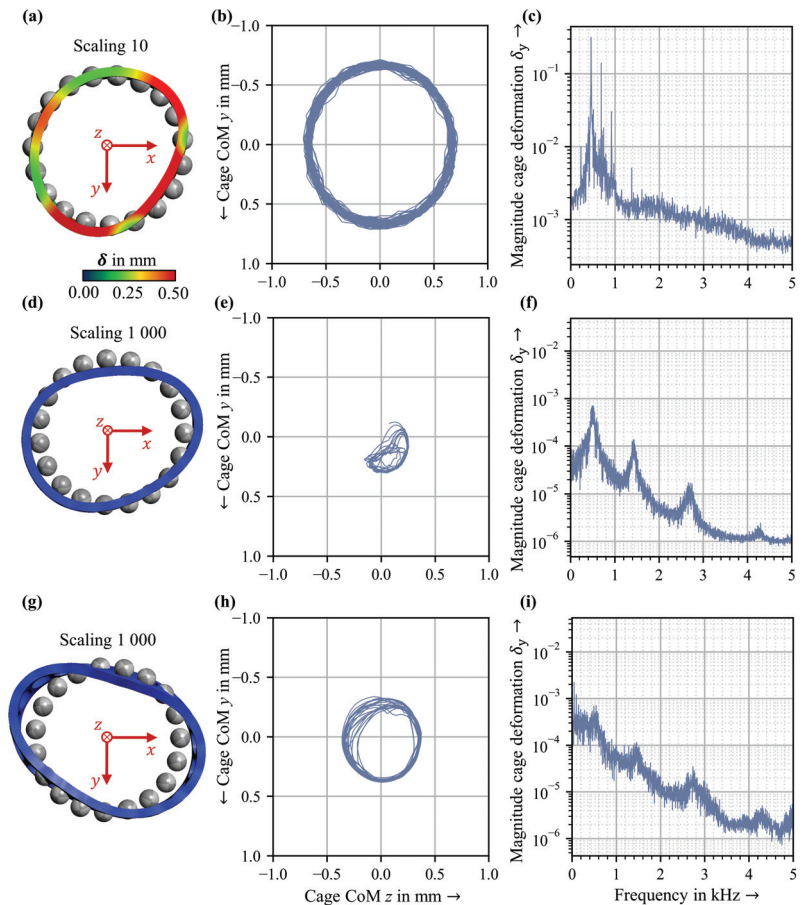 (a)
Scaling 10
z
x
y
δ in mm
0.00 0.25 0.50
(b)
← Cage CoM y in mm
−1.0
−0.5
0.0
0.5
1.0
−1.0 −0.5 0.0 0.5 1.0
(c)
Magnitude cage deformation δy →
10−1
10−2
10−3
0 1 2 3 4 5
(d)
Scaling 1 000
z
x
y
(e)
← Cage CoM y in mm
−1.0
−0.5
0.0
0.5
1.0
−1.0 −0.5 0.0 0.5 1.0
(f)
Magnitude cage deformation δy →
10−2
10−3
10−4
10−5
10−6
0 1 2 3 4 5
(g)
Scaling 1 000
z
x
y
(h)
← Cage CoM y in mm
−1.0
−0.5
0.0
0.5
1.0
−1.0 −0.5 0.0 0.5 1.0
Cage CoM z in mm →
(i)
Magnitude cage deformation δy →
10−2
10−3
10−4
10−5
10−6
0 1 2 3 4 5
Frequency in kHz →